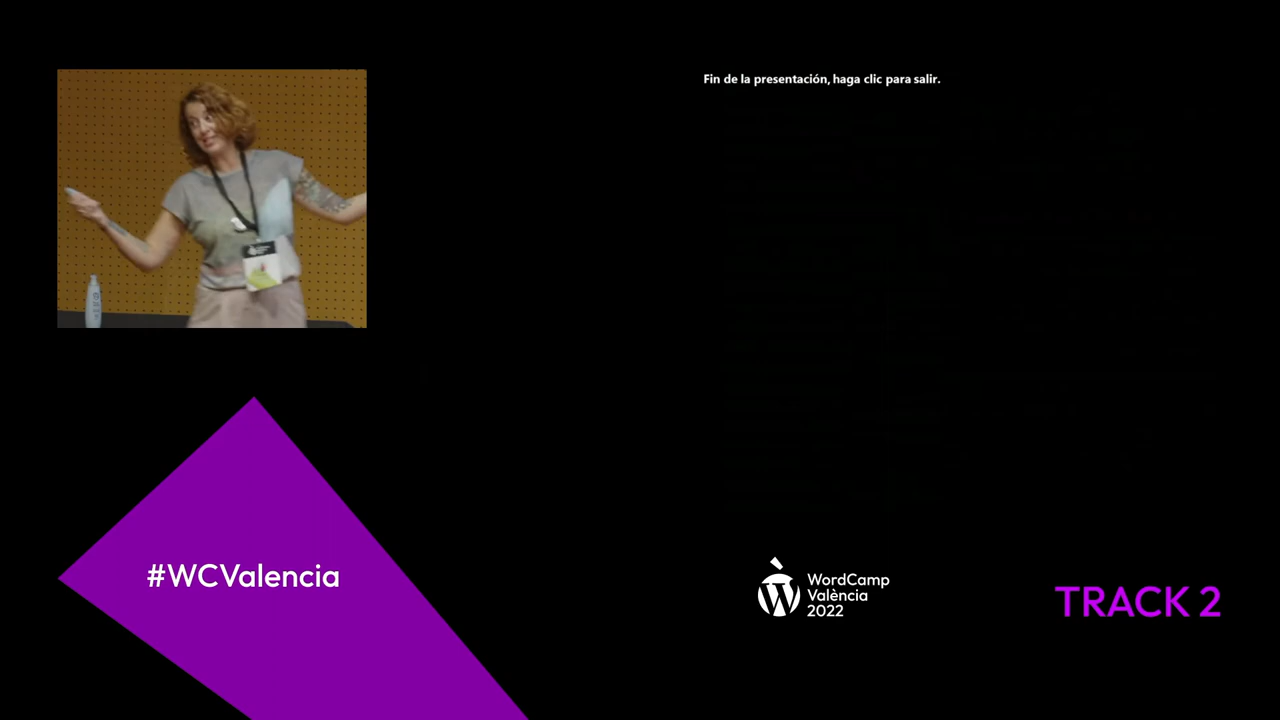 Fin de la presentación, haga clic para salir.
#WCValencia
WordCamp
València
2022
TRACK 2